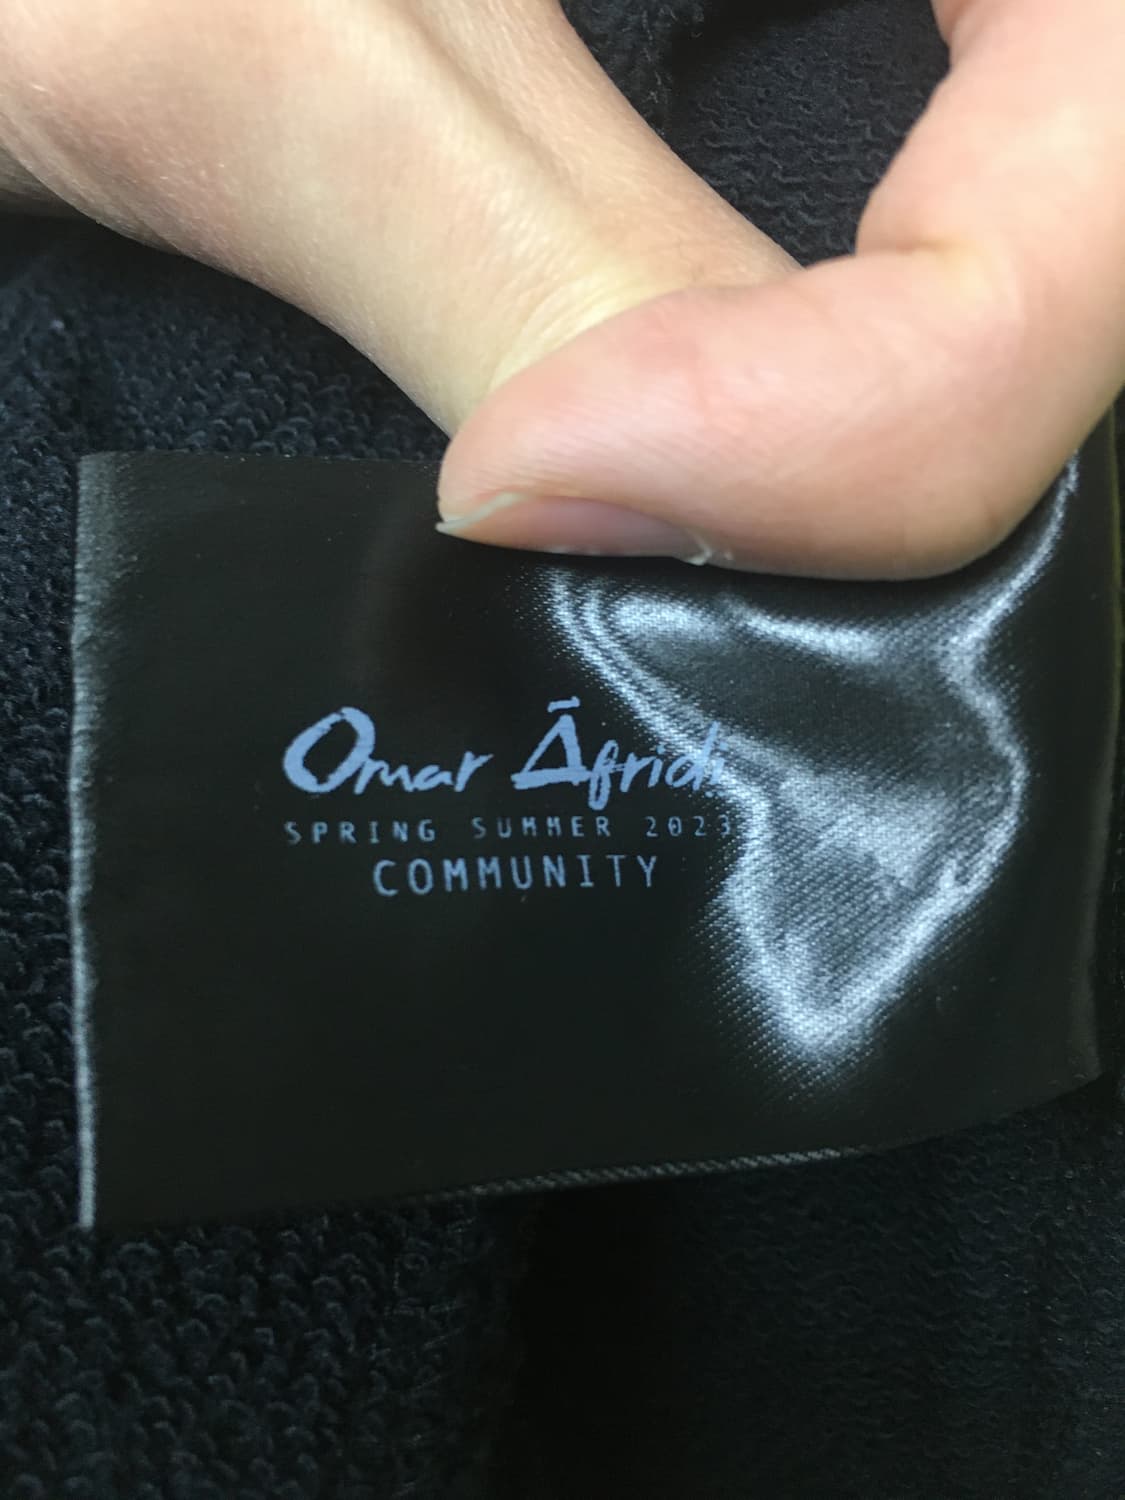 Omar Āfridi
SPRING SUMMER 2023
COMMUNITY